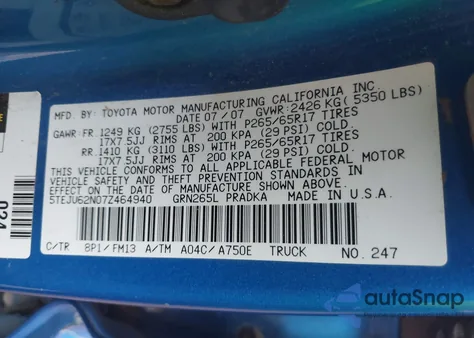 MFD. BY: TOYOTA MOTOR MANUFACTURING CALIFORNIA INC.
DATE 07/07 GVWR: 2426 KG( 5350 LBS)
GAWR: FR. 1249 KG (2755 LBS) WITH P265/65R17 TIRES
17X7.5JJ RIMS AT 200 KPA (29 PSI) COLD.
RR. 1410 KG (3110 LBS) WITH P265/65R17 TIRES
17X7.5JJ RIMS AT 200 KPA (29 PSI) COLD.
THIS VEHICLE CONFORMS TO ALL APPLICABLE FEDERAL MOTOR
VEHICLE SAFETY AND THEFT PREVENTION STANDARDS IN
EFFECT ON THE DATE OF MANUFACTURE SHOWN ABOVE.
5TEJU62N07Z464940 GRN265L PRADKA MADE IN U.S.A.
C/TR 8P1/FM13 A/TM A04C/A750E TRUCK NO. 247
024
autoSnap